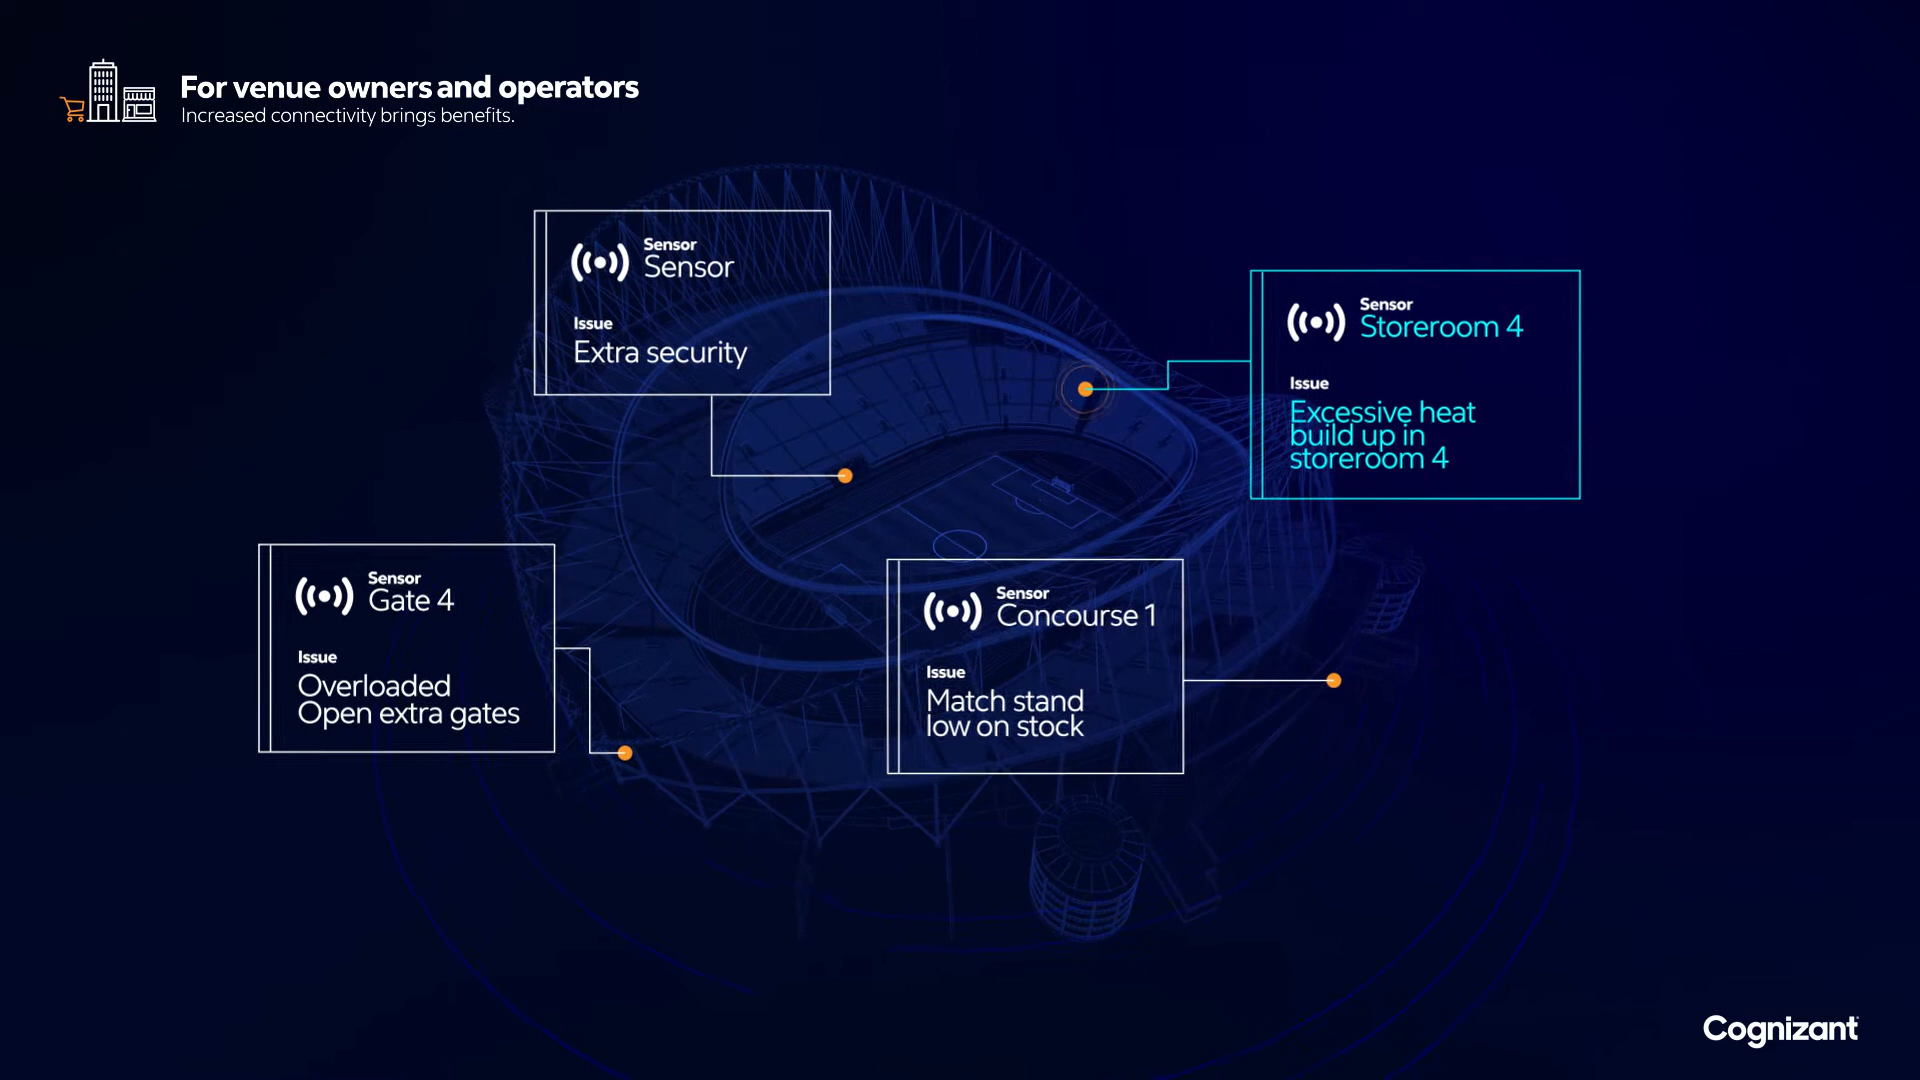 For venue owners and operators
Increased connectivity brings benefits.
Sensor
Sensor
Issue
Extra security
Sensor
Storeroom 4
Issue
Excessive heat
build up in
storeroom 4
Sensor
Gate 4
Issue
Overloaded
Open extra gates
Sensor
Concourse 1
Issue
Match stand
low on stock
Cognizant